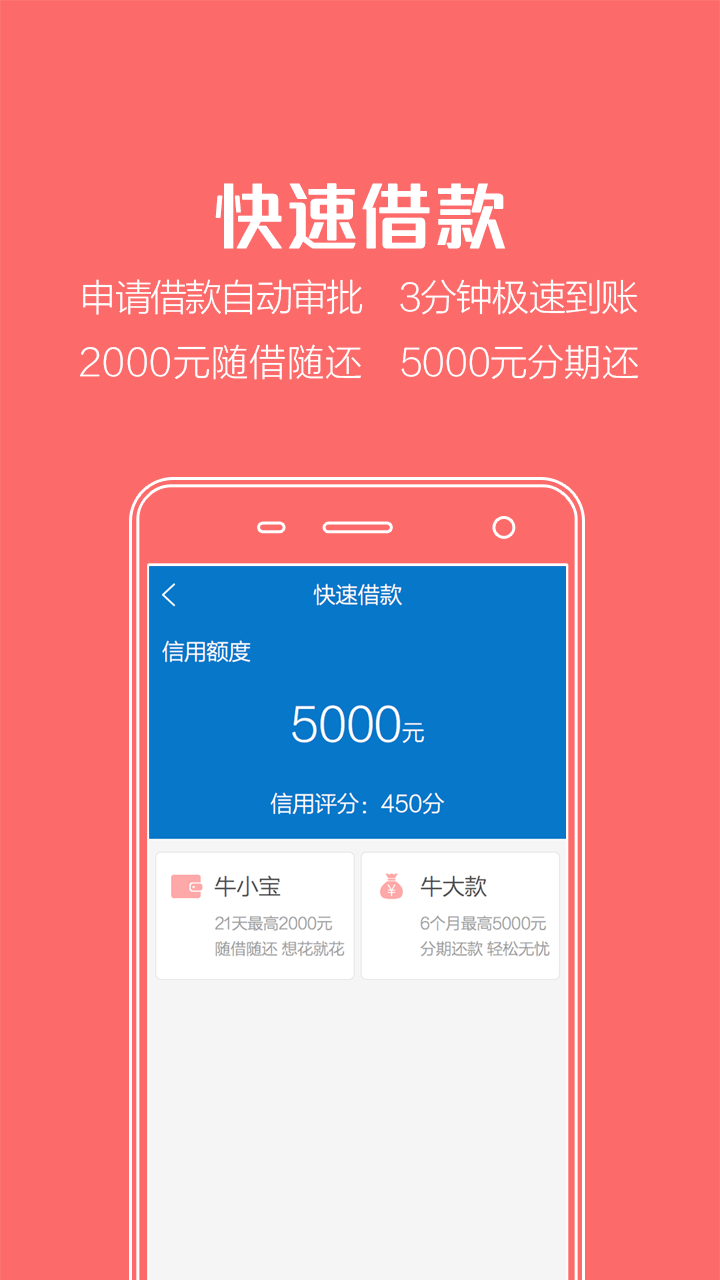 快速借款
申请借款自动审批 3分钟极速到账
2000元随借随还 5000元分期还
快速借款
信用额度
5000元
信用评分：450分
牛小宝
21天最高2000元
随借随还 想花就花
牛大款
6个月最高5000元
分期还款 轻松无忧